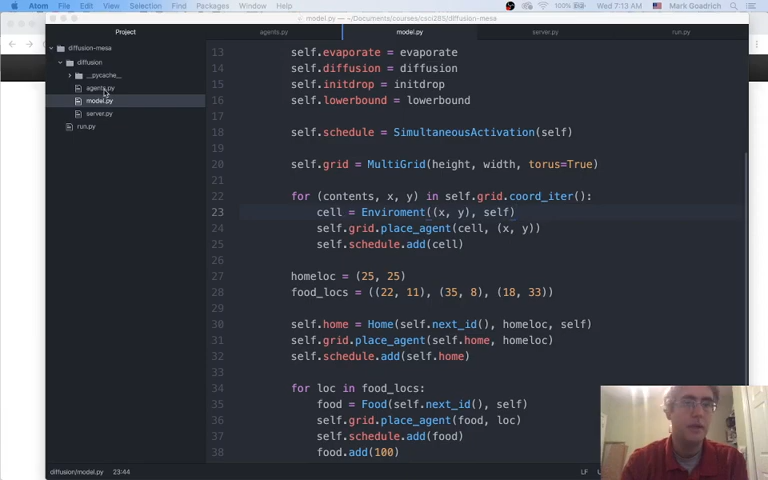 Atom File Edit View Selection Find Packages Window Help 100% Wed 7:13 AM Mark Goadrich
model.py — ~/Documents/courses/csci285/diffusion-mesa
Project agents.py model.py server.py run.py
diffusion-mesa
diffusion
__pycache__
agents.py
model.py
server.py
run.py
13 self.evaporate = evaporate
14 self.diffusion = diffusion
15 self.initdrop = initdrop
16 self.lowerbound = lowerbound
17
18 self.schedule = SimultaneousActivation(self)
19
20 self.grid = MultiGrid(height, width, torus=True)
21
22 for (contents, x, y) in self.grid.coord_iter():
23 cell = Enviroment((x, y), self)
24 self.grid.place_agent(cell, (x, y))
25 self.schedule.add(cell)
26
27 homeloc = (25, 25)
28 food_locs = ((22, 11), (35, 8), (18, 33))
29
30 self.home = Home(self.next_id(), homeloc, self)
31 self.grid.place_agent(self.home, homeloc)
32 self.schedule.add(self.home)
33
34 for loc in food_locs:
35 food = Food(self.next_id(), self)
36 self.grid.place_agent(food, loc)
37 self.schedule.add(food)
38 food.add(100)
diffusion/model.py 23:44 LF